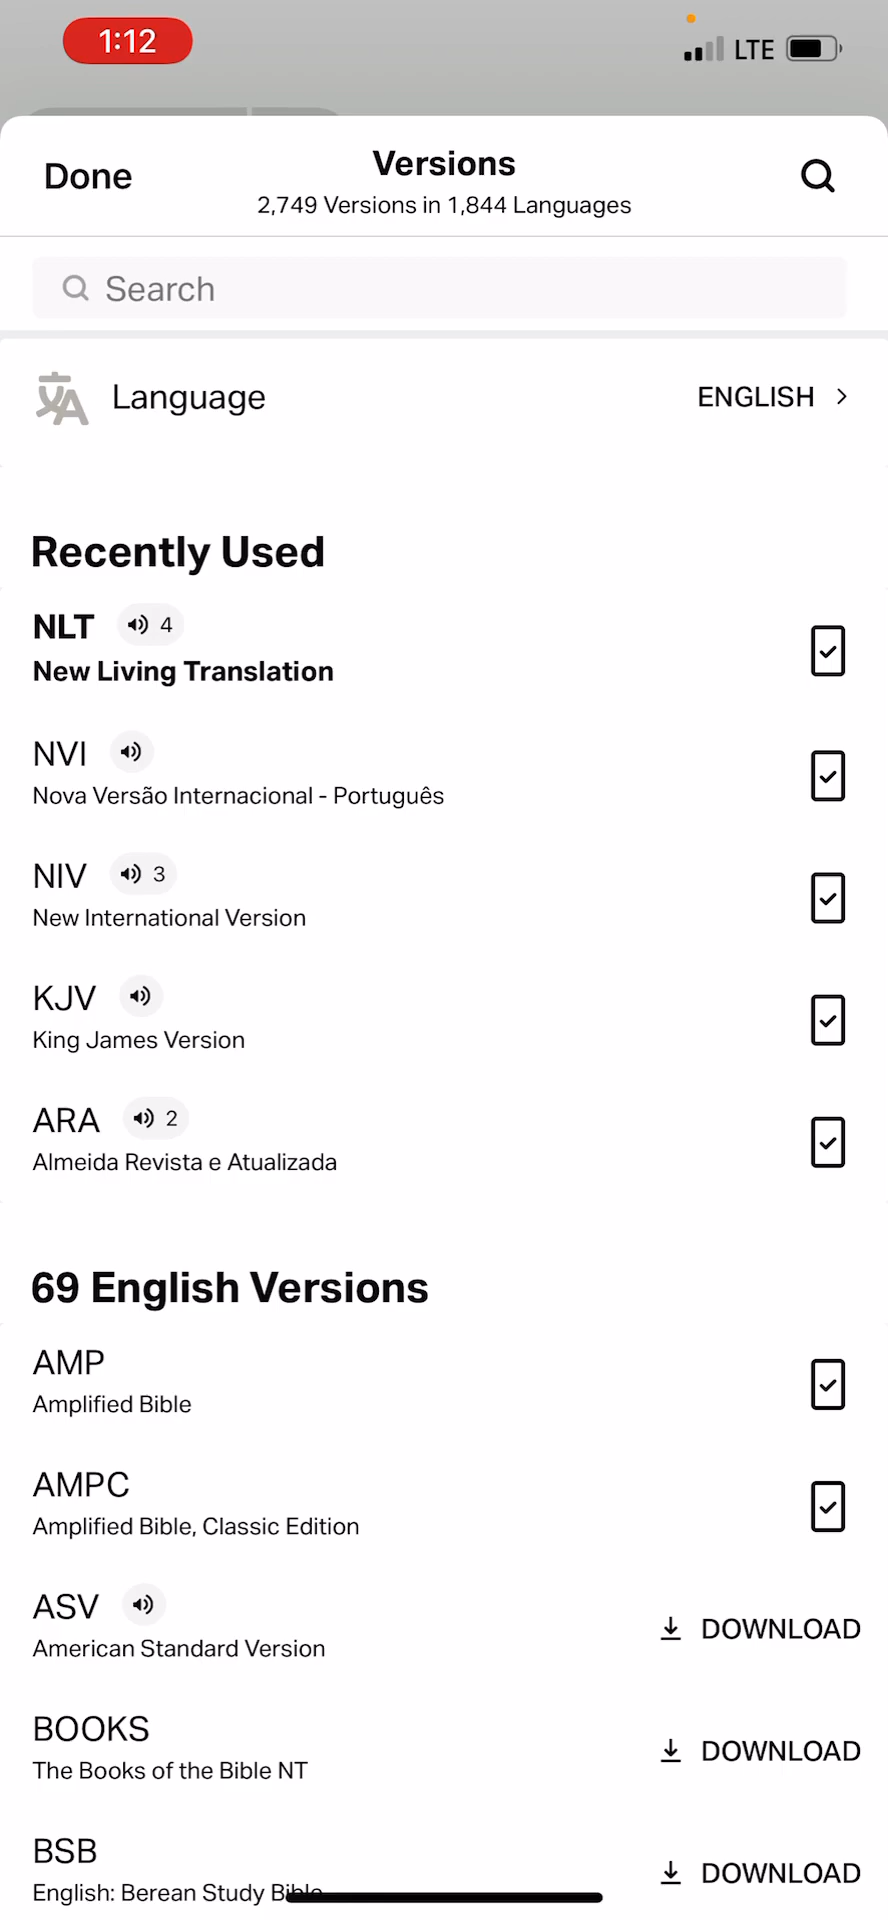 1:12
LTE
Done
Versions
2,749 Versions in 1,844 Languages
Search
Language
ENGLISH
Recently Used
NLT 4
New Living Translation
NVI
Nova Versão Internacional - Português
NIV 3
New International Version
KJV
King James Version
ARA 2
Almeida Revista e Atualizada
69 English Versions
AMP
Amplified Bible
AMPC
Amplified Bible, Classic Edition
ASV
American Standard Version
DOWNLOAD
BOOKS
The Books of the Bible NT
DOWNLOAD
BSB
English: Berean Study Bible
DOWNLOAD